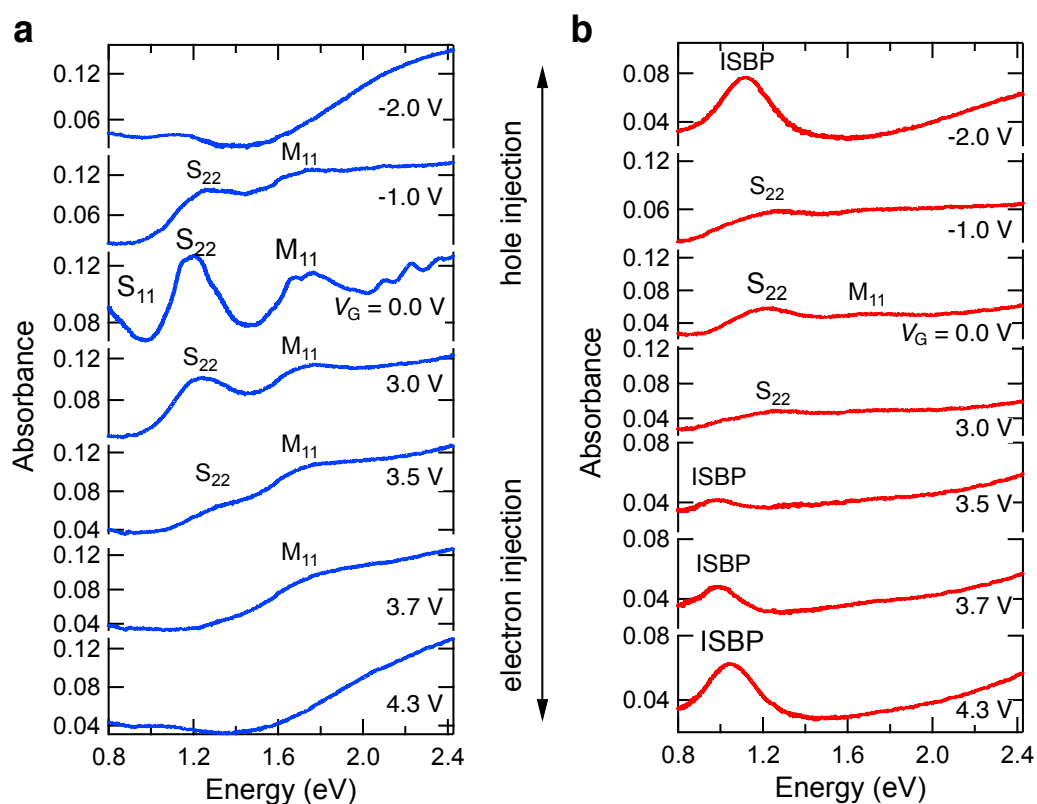 a
Absorbance
0.12
0.06
-2.0 V
0.12
0.06
S22
M11
-1.0 V
0.12
0.08
S11
S22
M11
VG = 0.0 V
0.12
0.08
S22
M11
3.0 V
0.12
0.08
0.04
S22
M11
3.5 V
0.12
0.08
0.04
M11
3.7 V
0.12
0.08
0.04
4.3 V
0.8 1.2 1.6 2.0 2.4
Energy (eV)
hole injection
electron injection
b
Absorbance
0.08
0.04
ISBP
-2.0 V
0.12
0.06
S22
-1.0 V
0.12
0.08
0.04
S22
M11
VG = 0.0 V
0.12
0.08
0.04
S22
3.0 V
0.08
0.04
ISBP
3.5 V
0.08
0.04
ISBP
3.7 V
0.08
0.04
ISBP
4.3 V
0.8 1.2 1.6 2.0 2.4
Energy (eV)